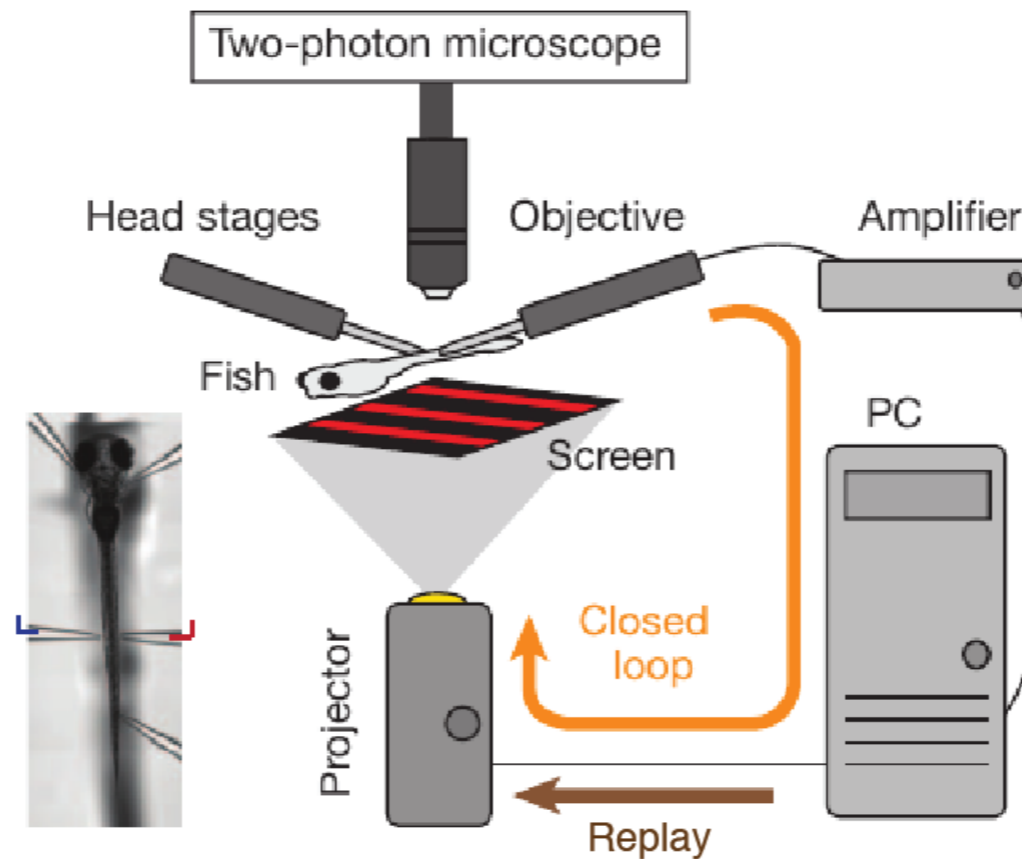 Two-photon microscope
Head stages
Objective
Amplifier
Fish
Screen
PC
Closed
loop
Projector
Replay
L
L